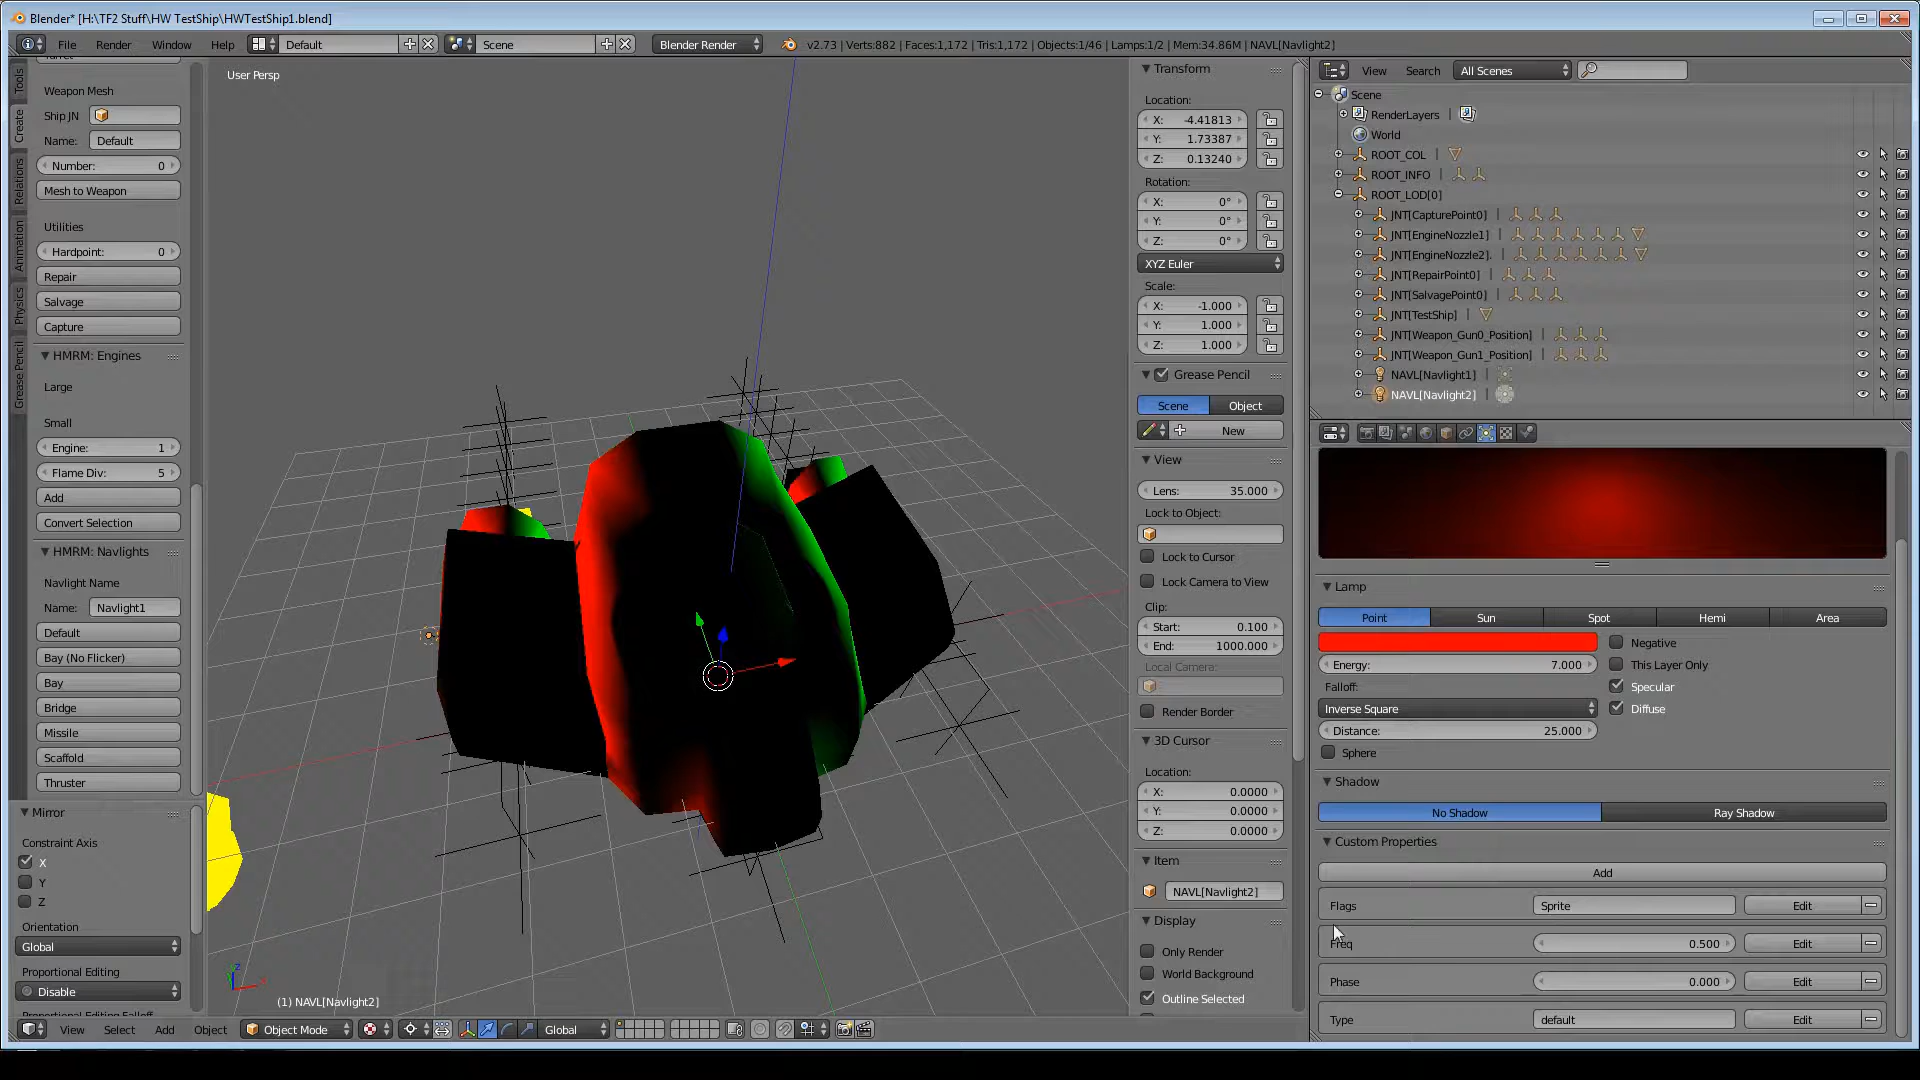 Blender* [H:\TF2 Stuff\HW TestShip\HWTestShip1.blend]
File Render Window Help Default Scene Blender Render v2.73 | Verts:882 | Faces:1,172 | Tris:1,172 | Objects:1/46 | Lamps:1/2 | Mem:34.86M | NAVL[Navlight2]
Tools
Create
Relations
Animation
Physics
Grease Pencil
Weapon Mesh
Ship JN
Name: Default
Number: 0
Mesh to Weapon
Utilities
Hardpoint: 0
Repair
Salvage
Capture
HMRM: Engines
Large
Small
Engine: 1
Flame Div: 5
Add
Convert Selection
HMRM: Navlights
Navlight Name
Name: Navlight1
Default
Bay (No Flicker)
Bay
Bridge
Missile
Scaffold
Thruster
Mirror
Constraint Axis
X
Y
Z
Orientation
Global
Proportional Editing
Disable
Proportional Editing Falloff
User Persp
(1) NAVL[Navlight2]
View Select Add Object Object Mode Global
Transform
Location:
X: -4.41813
Y: 1.73387
Z: 0.13240
Rotation:
X: 0°
Y: 0°
Z: 0°
XYZ Euler
Scale:
X: -1.000
Y: 1.000
Z: 1.000
Grease Pencil
Scene Object
New
View
Lens: 35.000
Lock to Object:
Lock to Cursor
Lock Camera to View
Clip:
Start: 0.100
End: 1000.000
Local Camera:
Render Border
3D Cursor
Location:
X: 0.0000
Y: 0.0000
Z: 0.0000
Item
NAVL[Navlight2]
Display
Only Render
World Background
Outline Selected
View Search All Scenes
Scene
RenderLayers
World
ROOT_COL
ROOT_INFO
ROOT_LOD[0]
JNT[CapturePoint0]
JNT[EngineNozzle1]
JNT[EngineNozzle2].
JNT[RepairPoint0]
JNT[SalvagePoint0]
JNT[TestShip]
JNT[Weapon_Gun0_Position]
JNT[Weapon_Gun1_Position]
NAVL[Navlight1]
NAVL[Navlight2]
Lamp
Point Sun Spot Hemi Area
Negative
Energy: 7.000 This Layer Only
Falloff: Specular
Inverse Square Diffuse
Distance: 25.000
Sphere
Shadow
No Shadow Ray Shadow
Custom Properties
Add
Flags Sprite Edit
Freq 0.500 Edit
Phase 0.000 Edit
Type default Edit